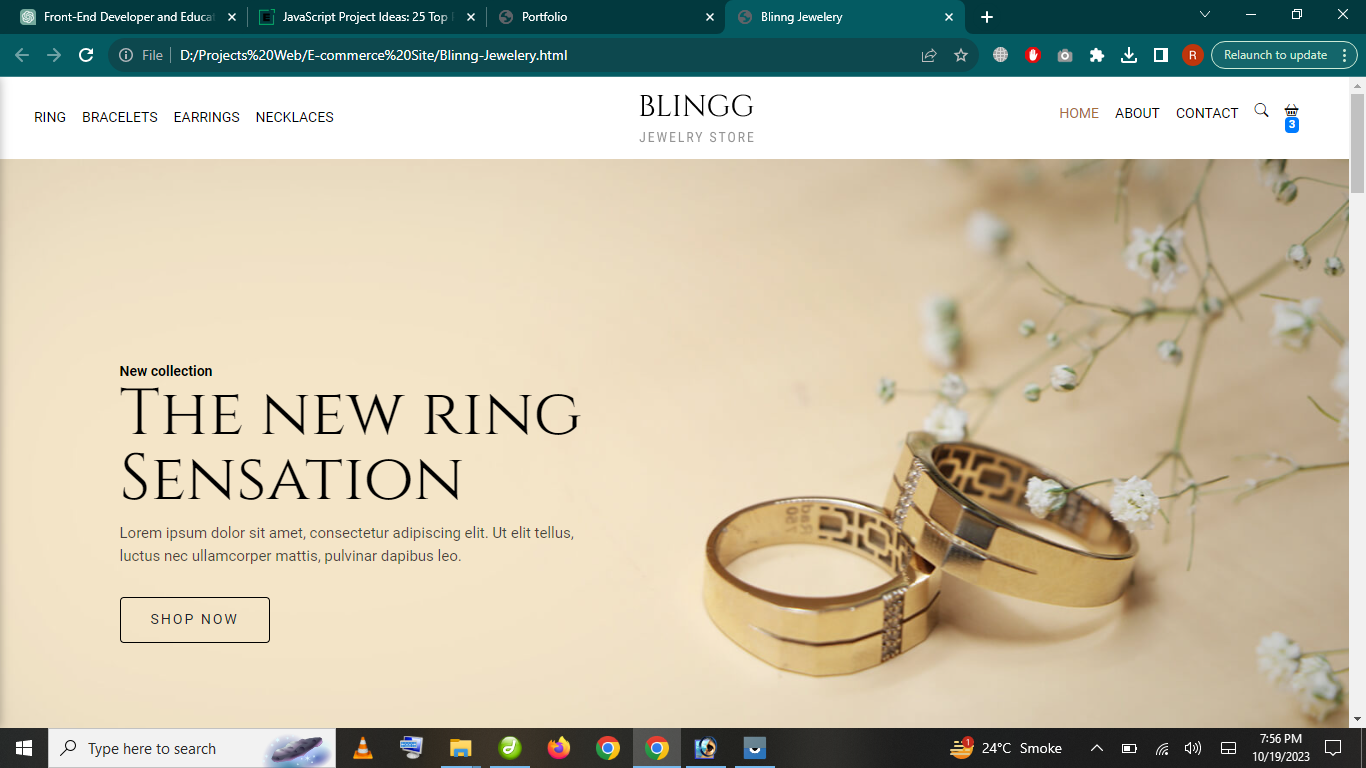 Front-End Developer and Educa
JavaScript Project Ideas: 25 Top
Portfolio
Blinng Jewelery
File
D:/Projects%20Web/E-commerce%20Site/Blinng-Jewelery.html
R
Relaunch to update
RING BRACELETS EARRINGS NECKLACES
BLINGG
JEWELRY STORE
HOME ABOUT CONTACT
3
New collection
The new ring
Sensation
Lorem ipsum dolor sit amet, consectetur adipiscing elit. Ut elit tellus,
luctus nec ullamcorper mattis, pulvinar dapibus leo.
SHOP NOW
750
Type here to search
1
24°C Smoke
7:56 PM
10/19/2023